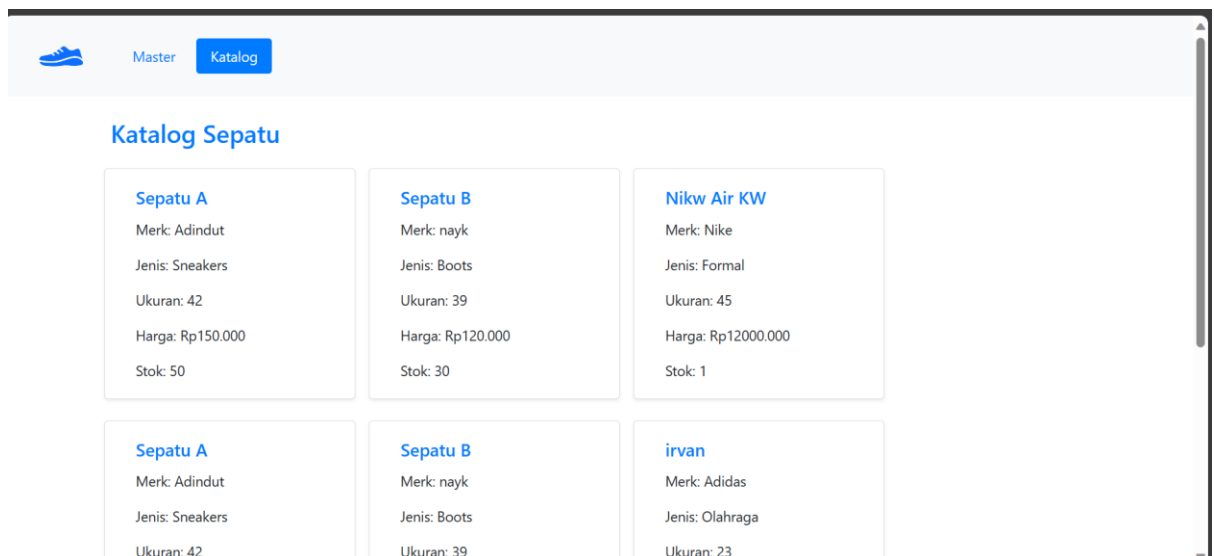 Master
Katalog
Katalog Sepatu
Sepatu A
Merk: Adindut
Jenis: Sneakers
Ukuran: 42
Harga: Rp150.000
Stok: 50
Sepatu B
Merk: nayk
Jenis: Boots
Ukuran: 39
Harga: Rp120.000
Stok: 30
Nikw Air KW
Merk: Nike
Jenis: Formal
Ukuran: 45
Harga: Rp12000.000
Stok: 1
Sepatu A
Merk: Adindut
Jenis: Sneakers
Ukuran: 42
Sepatu B
Merk: nayk
Jenis: Boots
Ukuran: 39
irvan
Merk: Adidas
Jenis: Olahraga
Ukuran: 23